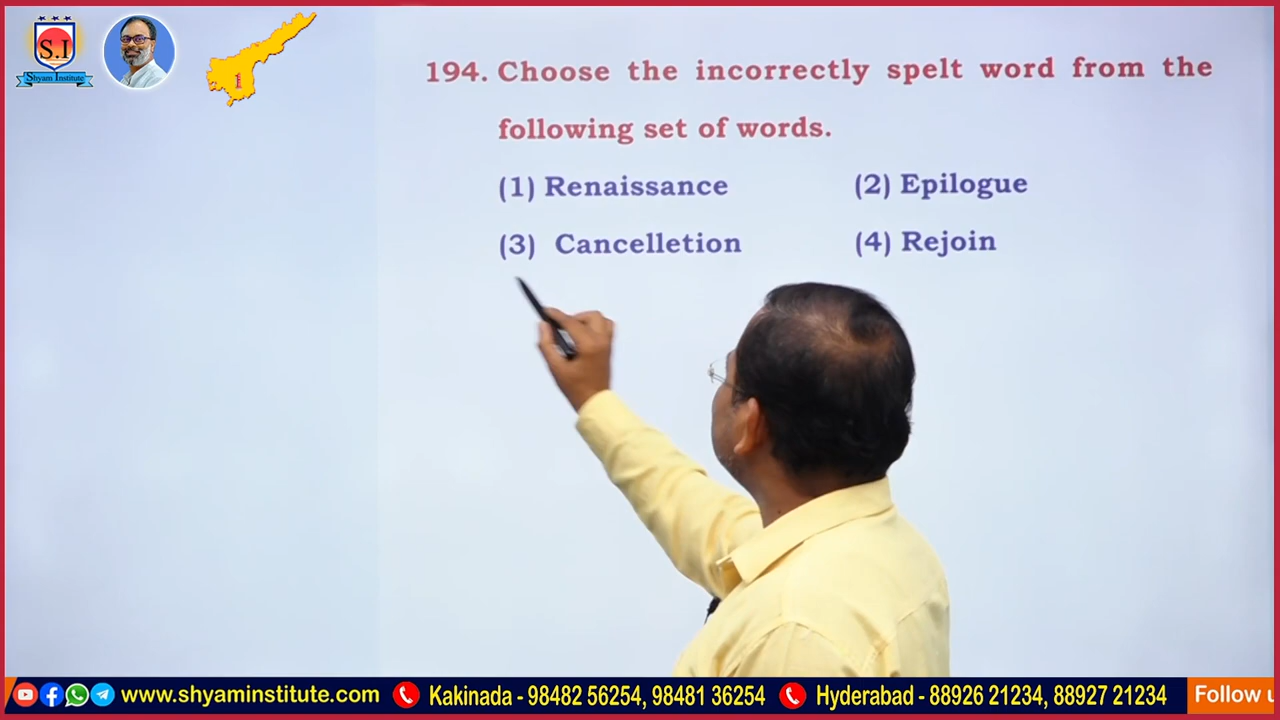 S.I
Shyam Institute
1
194. Choose the incorrectly spelt word from the
following set of words.
(1) Renaissance (2) Epilogue
(3) Cancelletion (4) Rejoin
www.shyaminstitute.com Kakinada - 98482 56254, 98481 36254 Hyderabad - 88926 21234, 88927 21234 Follow u